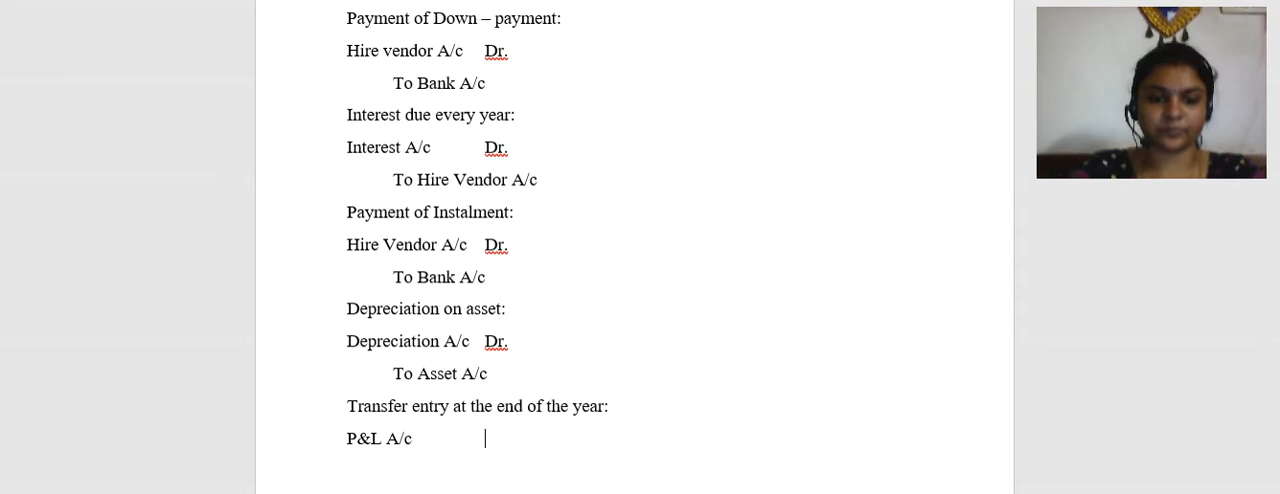 Payment of Down – payment:
Hire vendor A/c Dr.
To Bank A/c
Interest due every year:
Interest A/c Dr.
To Hire Vendor A/c
Payment of Instalment:
Hire Vendor A/c Dr.
To Bank A/c
Depreciation on asset:
Depreciation A/c Dr.
To Asset A/c
Transfer entry at the end of the year:
P&L A/c